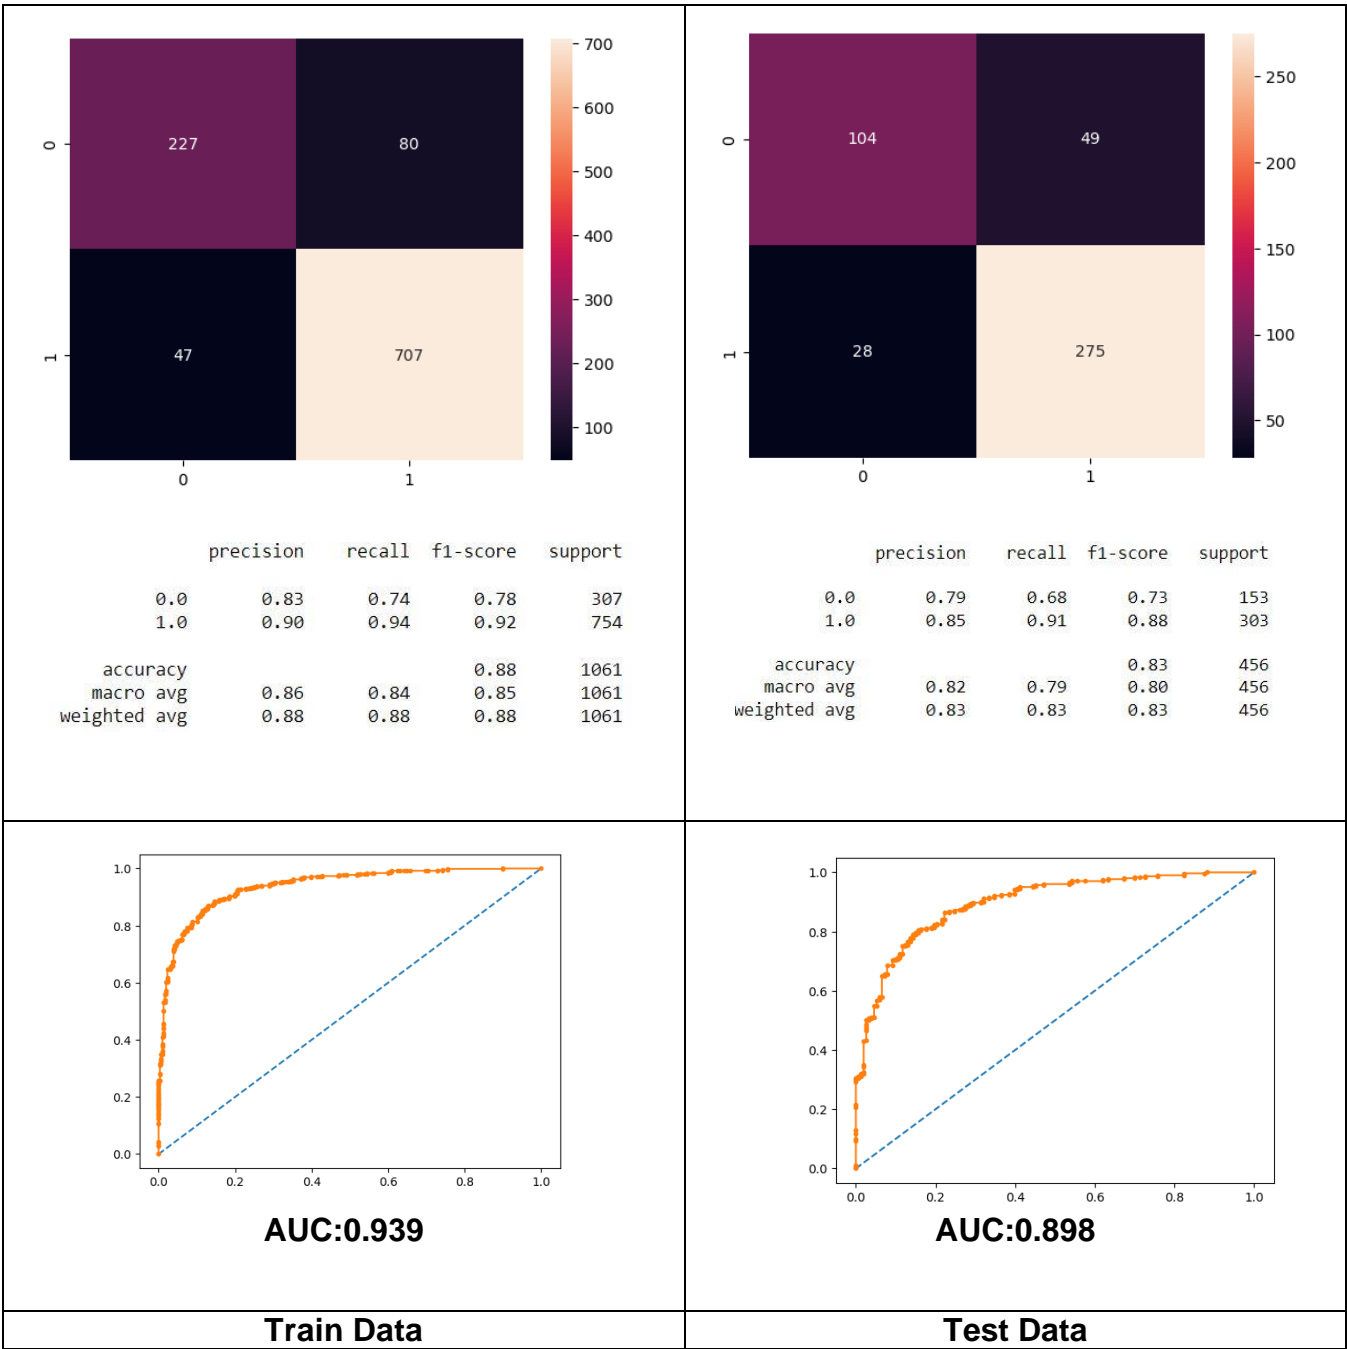 227 80
47 707
0
1
0 1
700
600
500
400
300
200
100
precision recall f1-score support
0.0 0.83 0.74 0.78 307
1.0 0.90 0.94 0.92 754
accuracy 0.88 1061
macro avg 0.86 0.84 0.85 1061
weighted avg 0.88 0.88 0.88 1061
104 49
28 275
0
1
0 1
250
200
150
100
50
precision recall f1-score support
0.0 0.79 0.68 0.73 153
1.0 0.85 0.91 0.88 303
accuracy 0.83 456
macro avg 0.82 0.79 0.80 456
weighted avg 0.83 0.83 0.83 456
1.0
0.8
0.6
0.4
0.2
0.0
0.0 0.2 0.4 0.6 0.8 1.0
AUC:0.939
1.0
0.8
0.6
0.4
0.2
0.0
0.0 0.2 0.4 0.6 0.8 1.0
AUC:0.898
Train Data
Test Data